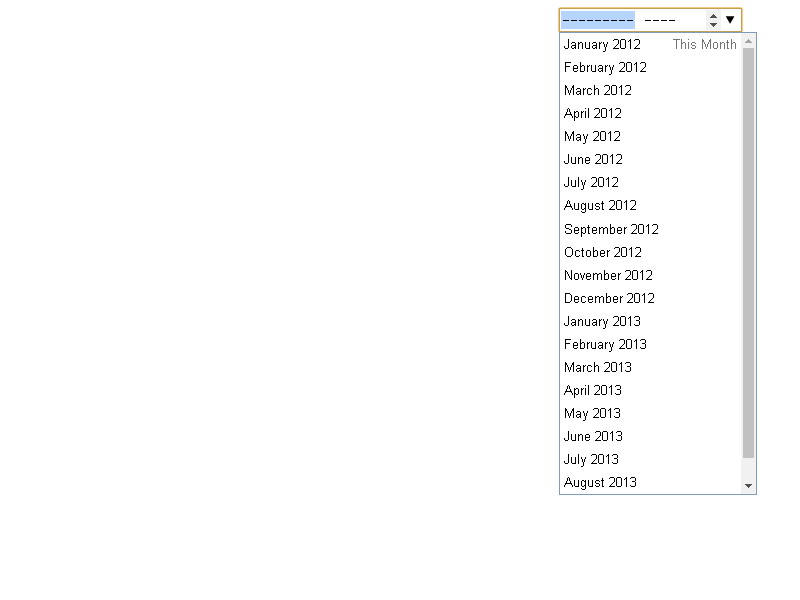 --------- ----
January 2012 This Month
February 2012
March 2012
April 2012
May 2012
June 2012
July 2012
August 2012
September 2012
October 2012
November 2012
December 2012
January 2013
February 2013
March 2013
April 2013
May 2013
June 2013
July 2013
August 2013